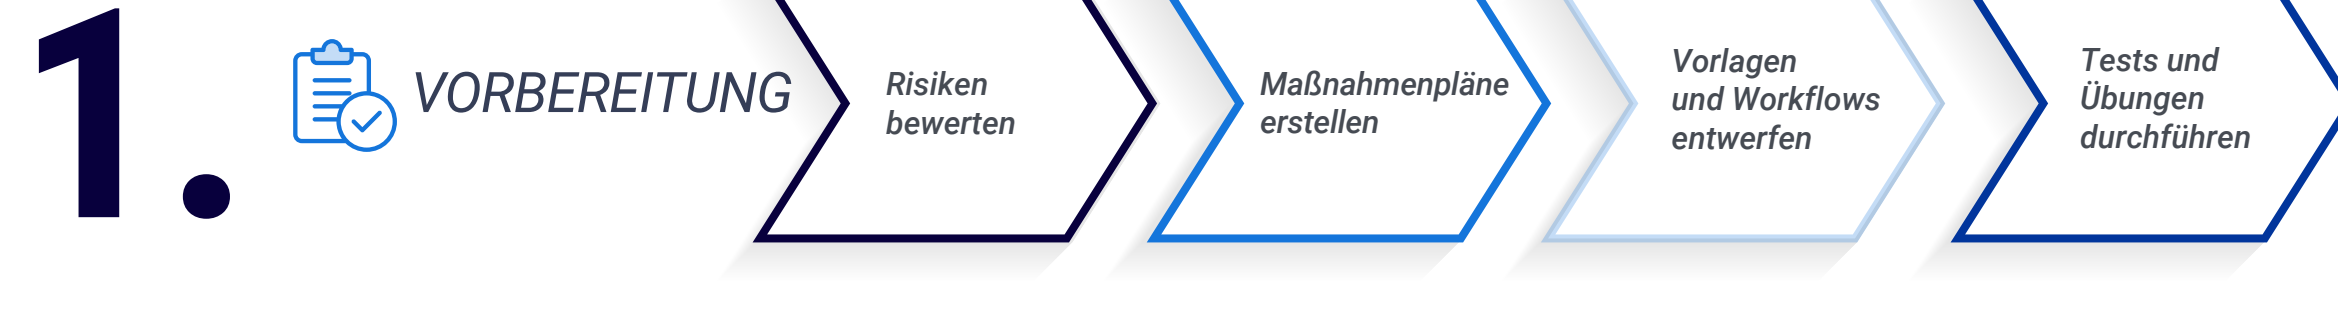 1.
VORBEREITUNG
Risiken
bewerten
Maßnahmenpläne
erstellen
Vorlagen
und Workflows
entwerfen
Tests und
Übungen
durchführen